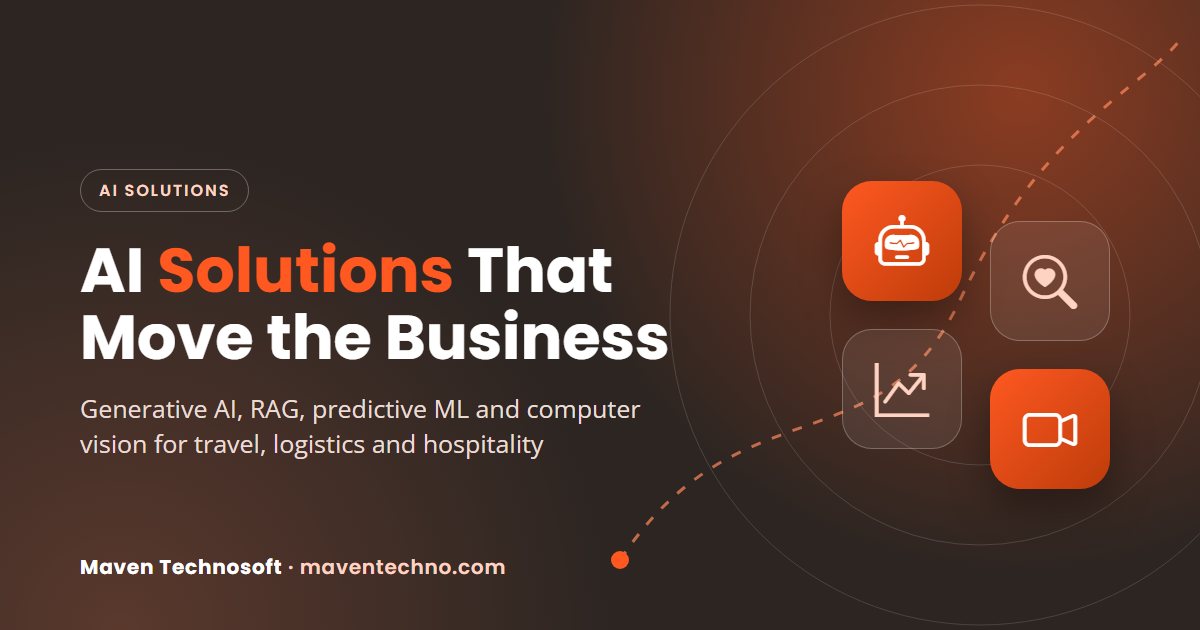 AI SOLUTIONS
AI Solutions That
Move the Business
Generative AI, RAG, predictive ML and computer
vision for travel, logistics and hospitality
Maven Technosoft · maventechno.com